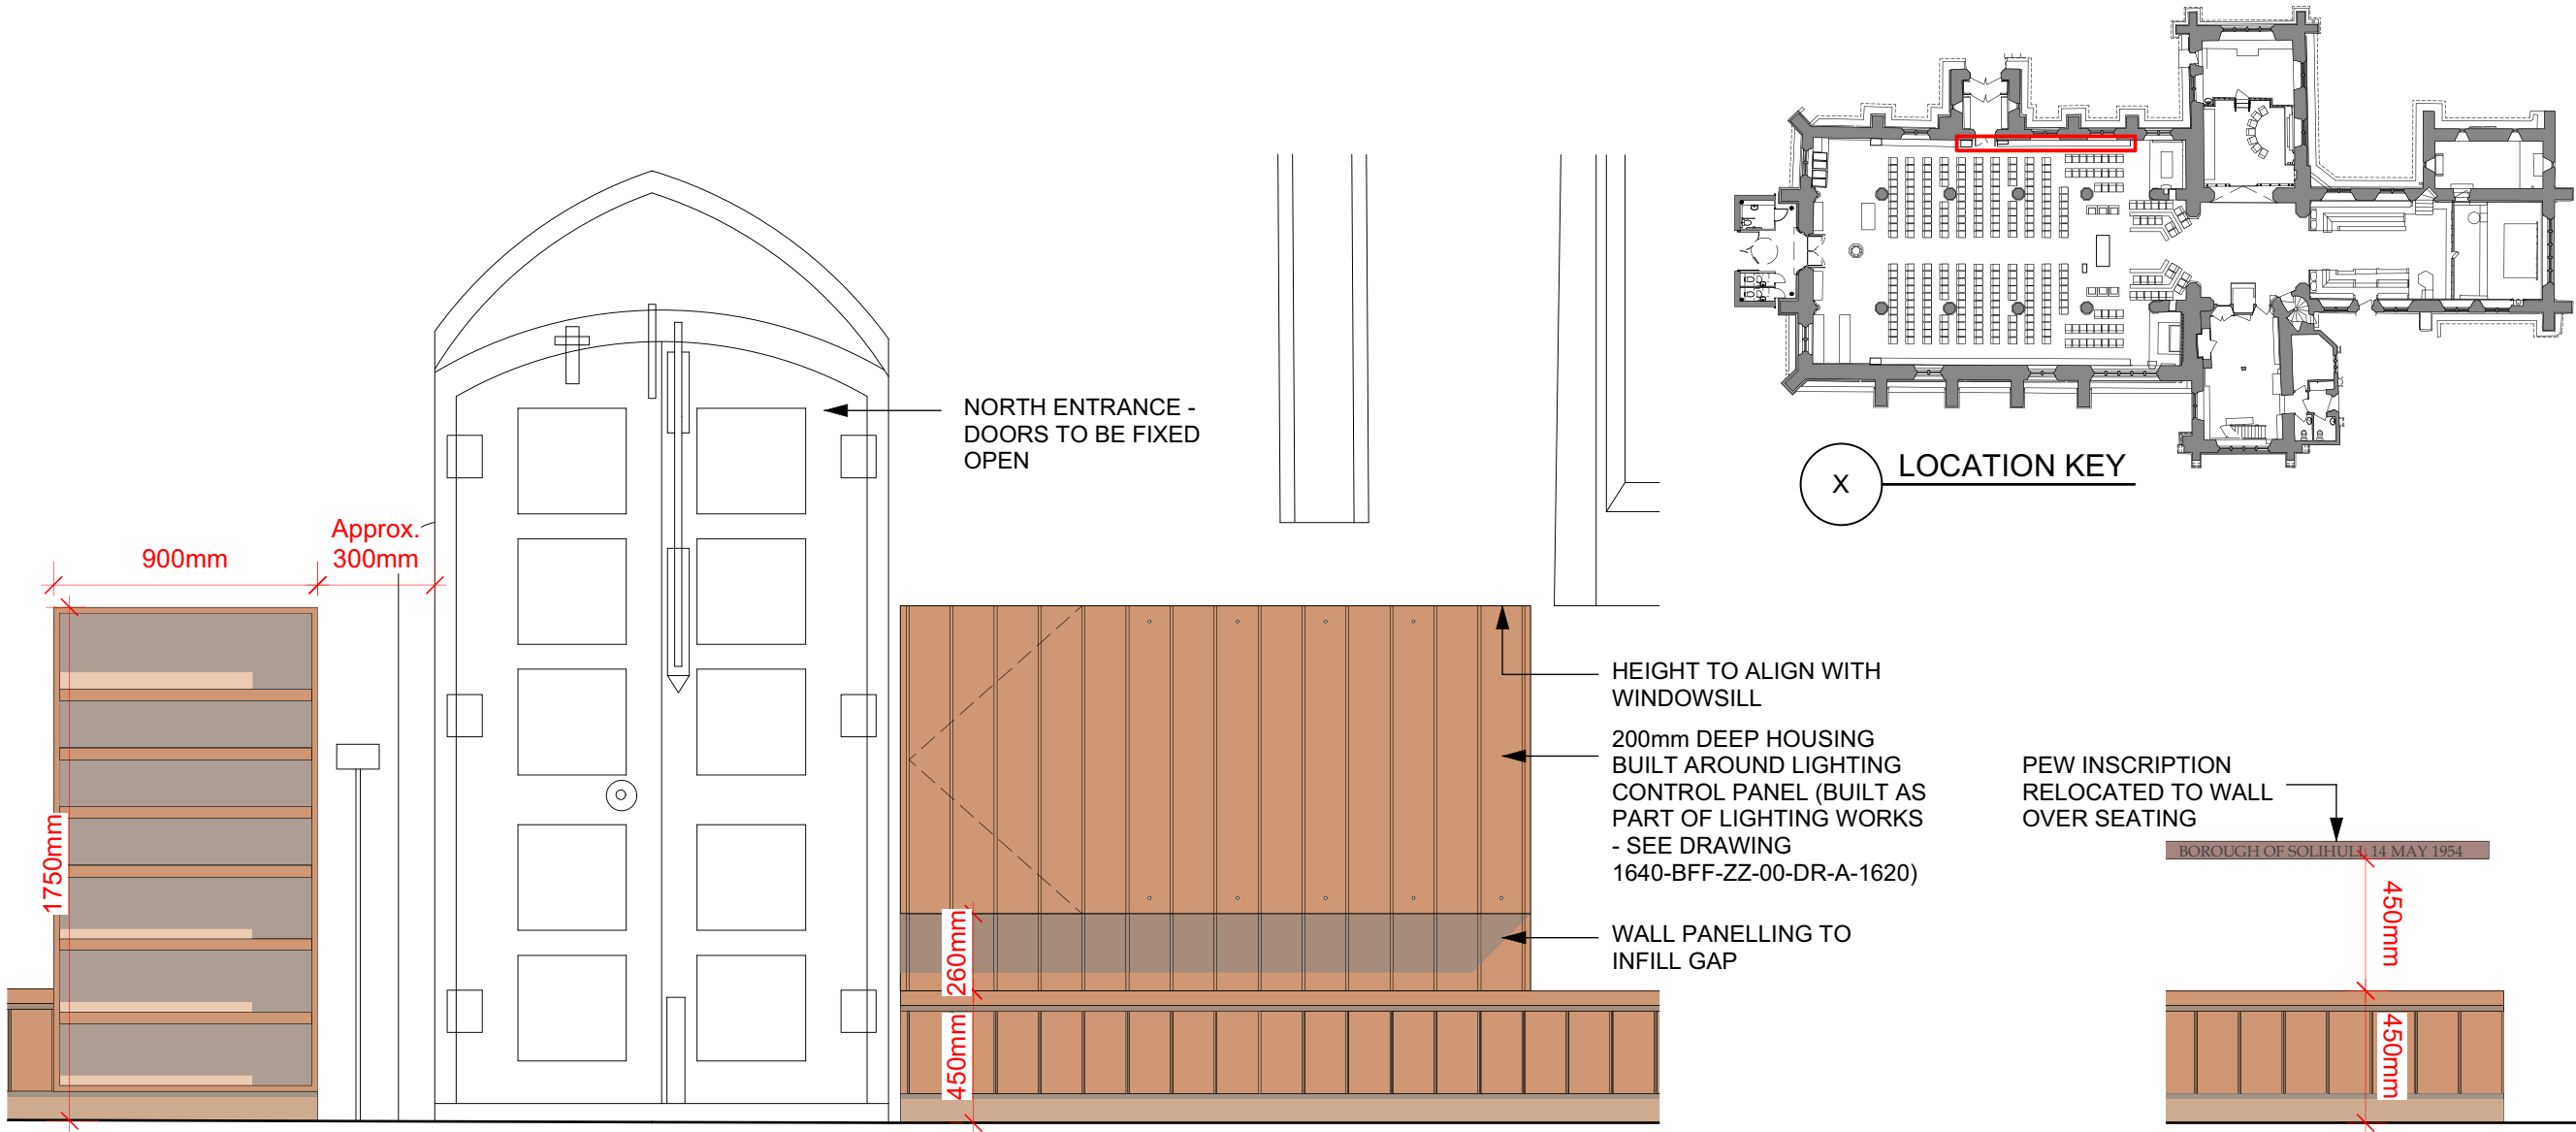 NORTH ENTRANCE -
DOORS TO BE FIXED
OPEN
X
LOCATION KEY
900mm
Approx.
300mm
1750mm
HEIGHT TO ALIGN WITH
WINDOWSILL
200mm DEEP HOUSING
BUILT AROUND LIGHTING
CONTROL PANEL (BUILT AS
PART OF LIGHTING WORKS
- SEE DRAWING
1640-BFF-ZZ-00-DR-A-1620)
WALL PANELLING TO
INFILL GAP
260mm
450mm
PEW INSCRIPTION
RELOCATED TO WALL
OVER SEATING
BOROUGH OF SOLIHULL 14 MAY 1954
450mm
450mm